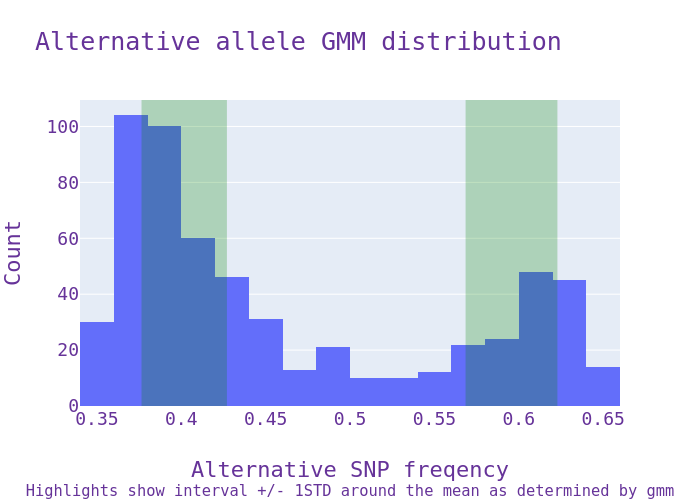 Alternative allele GMM distribution
100
80
60
40
20
0
Count
0.35 0.4 0.45 0.5 0.55 0.6 0.65
Alternative SNP freqency
Highlights show interval +/- 1STD around the mean as determined by gmm